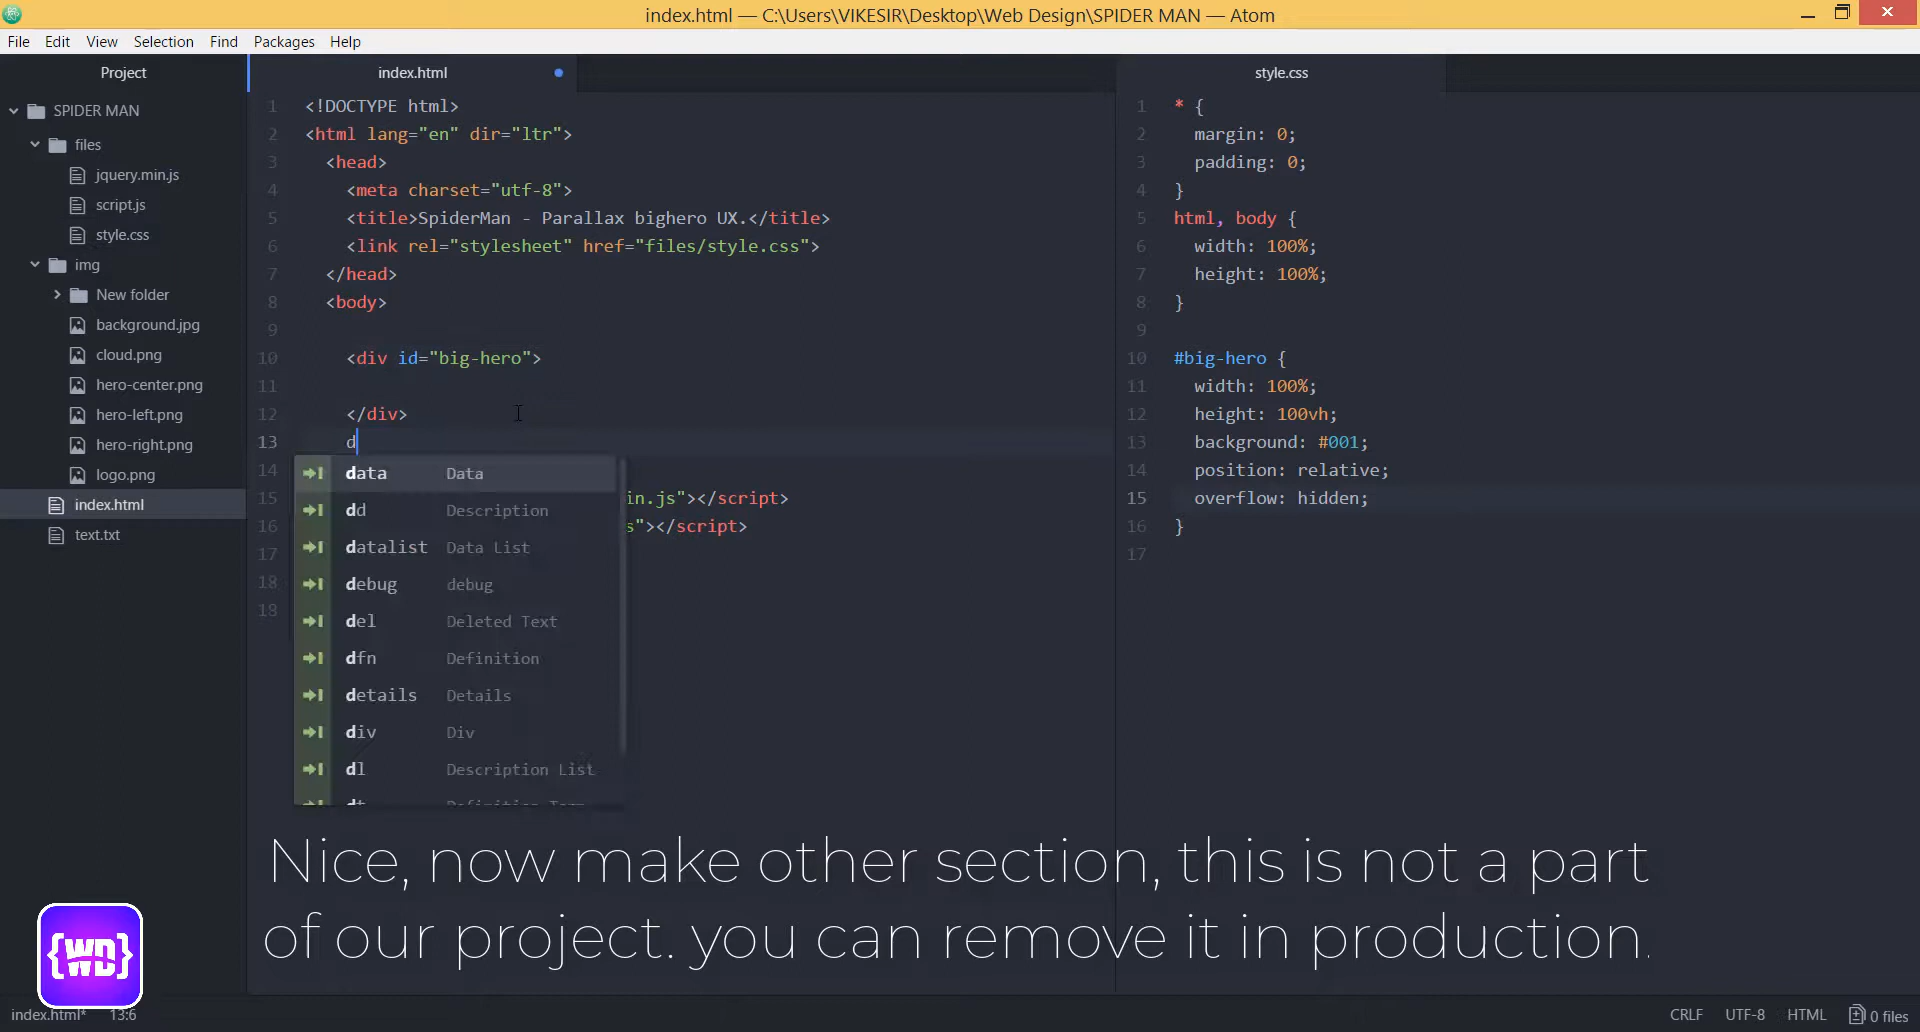 index.html — C:\Users\VIKESIR\Desktop\Web Design\SPIDER MAN — Atom
File Edit View Selection Find Packages Help
Project
SPIDER MAN
files
jquery.min.js
script.js
style.css
img
New folder
background.jpg
cloud.png
hero-center.png
hero-left.png
hero-right.png
logo.png
index.html
text.txt
index.html
1 <!DOCTYPE html>
2 <html lang="en" dir="ltr">
3 <head>
4 <meta charset="utf-8">
5 <title>SpiderMan - Parallax bighero UX.</title>
6 <link rel="stylesheet" href="files/style.css">
7 </head>
8 <body>
9
10 <div id="big-hero">
11
12 </div>
13 d
14
15 in.js"></script>
16 s"></script>
17
18
18
data Data
dd Description
datalist Data List
debug debug
del Deleted Text
dfn Definition
details Details
div Div
dl Description List
style.css
1 * {
2 margin: 0;
3 padding: 0;
4 }
5 html, body {
6 width: 100%;
7 height: 100%;
8 }
9
10 #big-hero {
11 width: 100%;
12 height: 100vh;
13 background: #001;
14 position: relative;
15 overflow: hidden;
16 }
17
Nice, now make other section, this is not a part
of our project. you can remove it in production.
{WD}
index.html* 13:6
CRLF UTF-8 HTML 0 files